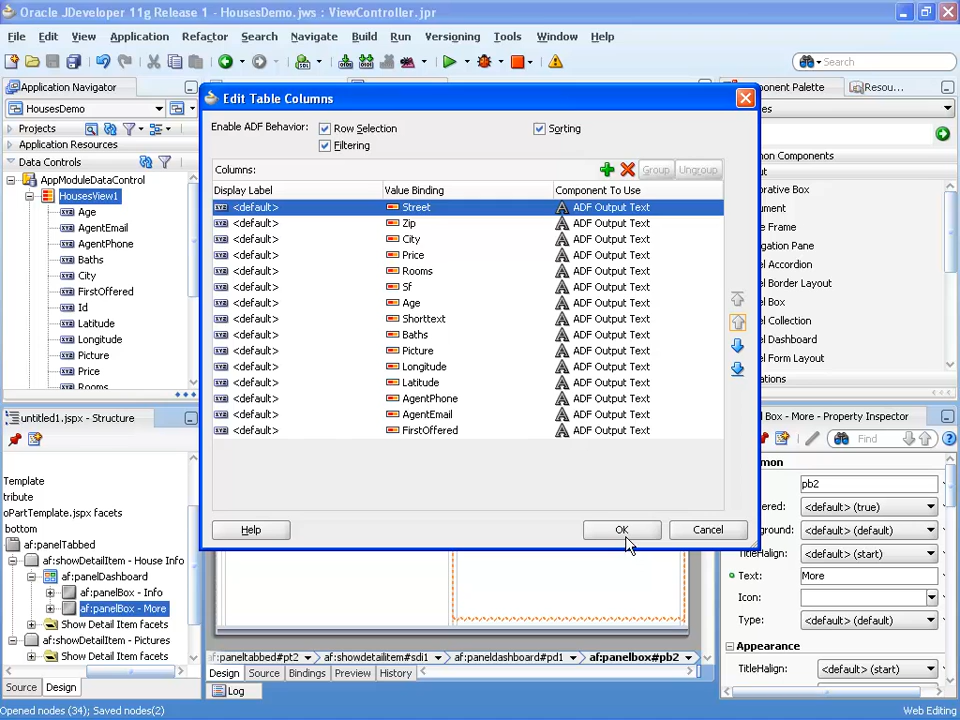 Oracle JDeveloper 11g Release 1 - HousesDemo.jws : ViewController.jpr
File Edit View Application Refactor Search Navigate Build Run Versioning Tools Window Help
Search
Application Navigator
HousesDemo
Projects
Application Resources
Data Controls
AppModuleDataControl
HousesView1
Age
AgentEmail
AgentPhone
Baths
City
FirstOffered
Id
Latitude
Longitude
Picture
Price
Rooms
untitled1.jspx - Structure
Template
tribute
oPartTemplate.jspx facets
bottom
af:panelTabbed
af:showDetailItem - House Info
af:panelDashboard
af:panelBox - Info
af:panelBox - More
Show Detail Item facets
af:showDetailItem - Pictures
Show Detail Item facets
Source Design
Edit Table Columns
Enable ADF Behavior: Row Selection Sorting
Filtering
Columns: Group Ungroup
Display Label Value Binding Component To Use
<default> Street ADF Output Text
<default> Zip ADF Output Text
<default> City ADF Output Text
<default> Price ADF Output Text
<default> Rooms ADF Output Text
<default> Sf ADF Output Text
<default> Age ADF Output Text
<default> Shorttext ADF Output Text
<default> Baths ADF Output Text
<default> Picture ADF Output Text
<default> Longitude ADF Output Text
<default> Latitude ADF Output Text
<default> AgentPhone ADF Output Text
<default> AgentEmail ADF Output Text
<default> FirstOffered ADF Output Text
Help OK Cancel
af:paneltabbed#pt2 af:showdetailitem#sdi1 af:paneldashboard#pd1 af:panelbox#pb2
Design Source Bindings Preview History
Log
mponent Palette Resou...
mon Components
ut
orative Box
ument
ne Frame
igation Pane
el Accordion
el Border Layout
el Box
el Collection
el Dashboard
el Form Layout
ations
l Box - More - Property Inspector
Find
mon
pb2
ered: <default> (true)
ground: <default> (default)
TitleHalign: <default> (start)
Text: More
Icon:
Type: <default> (default)
Appearance
TitleHalign: <default> (start)
Opened nodes (34); Saved nodes(2) Web Editing